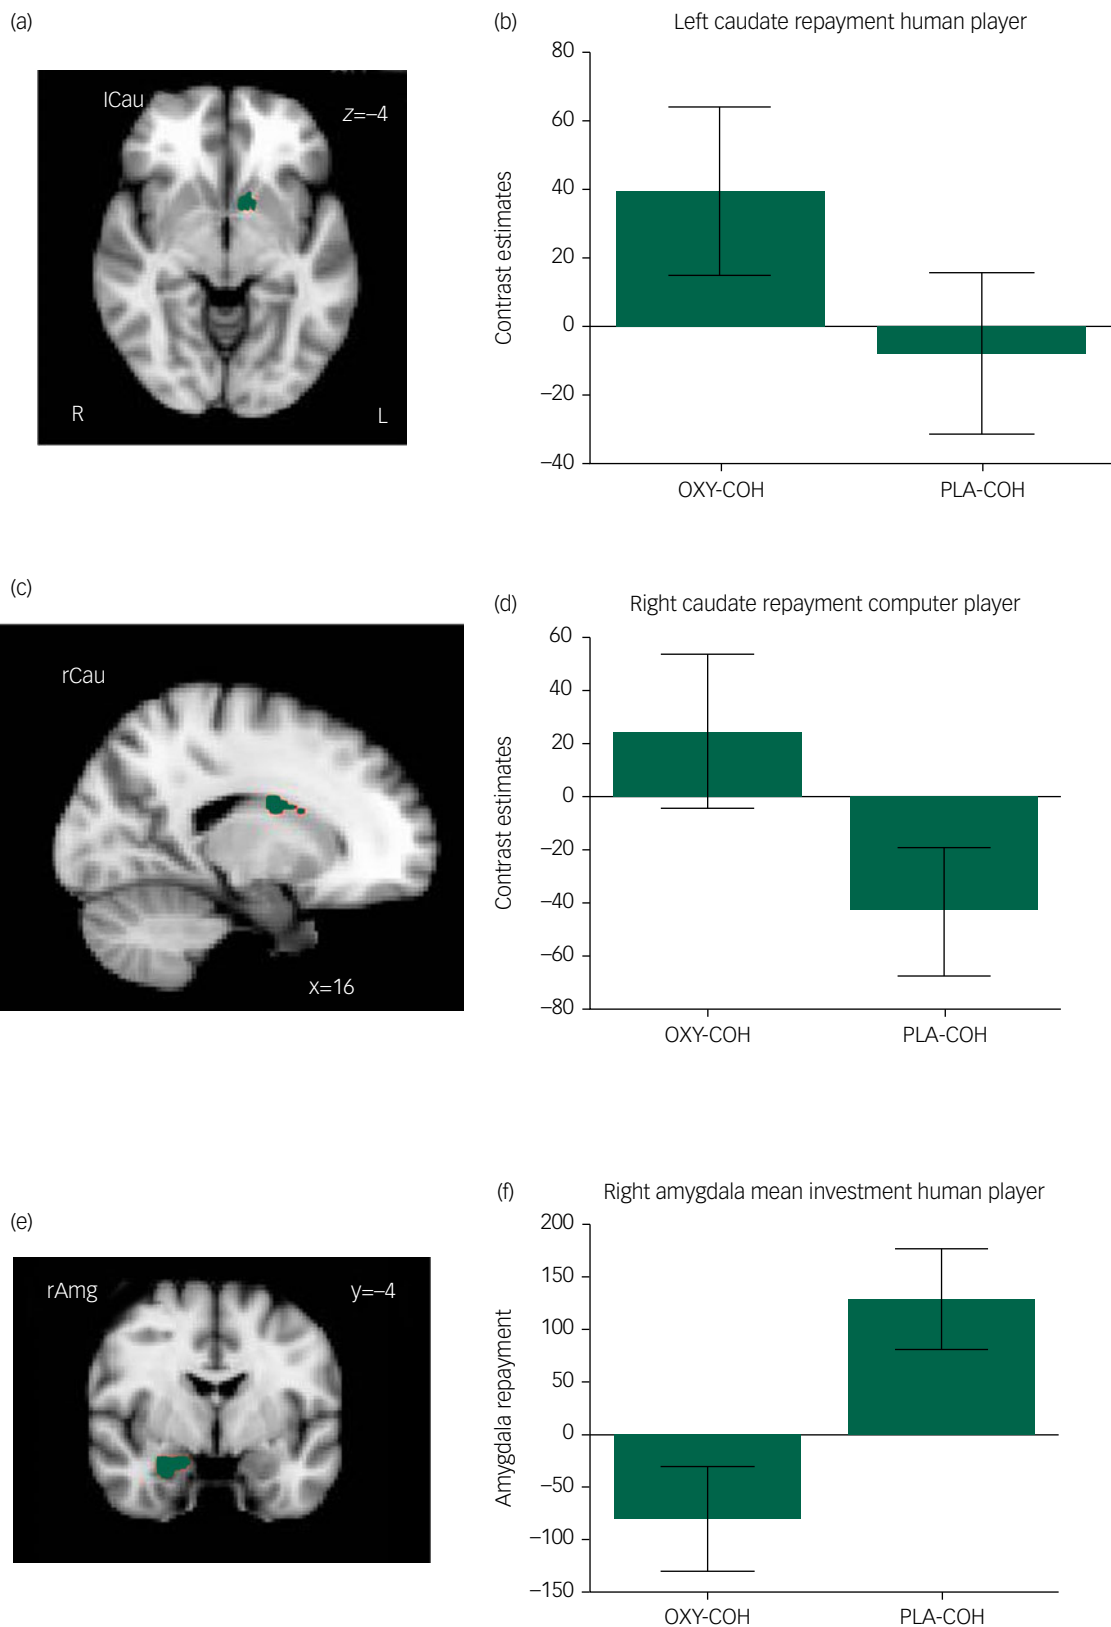 (a)
lCau
z=–4
R
L
(b)
Left caudate repayment human player
Contrast estimates
80
60
40
20
0
–20
–40
OXY-COH
PLA-COH
(c)
rCau
x=16
(d)
Right caudate repayment computer player
Contrast estimates
60
40
20
0
–20
–40
–60
–80
OXY-COH
PLA-COH
(e)
rAmg
y=–4
(f)
Right amygdala mean investment human player
Amygdala repayment
200
150
100
50
0
–50
–100
–150
OXY-COH
PLA-COH